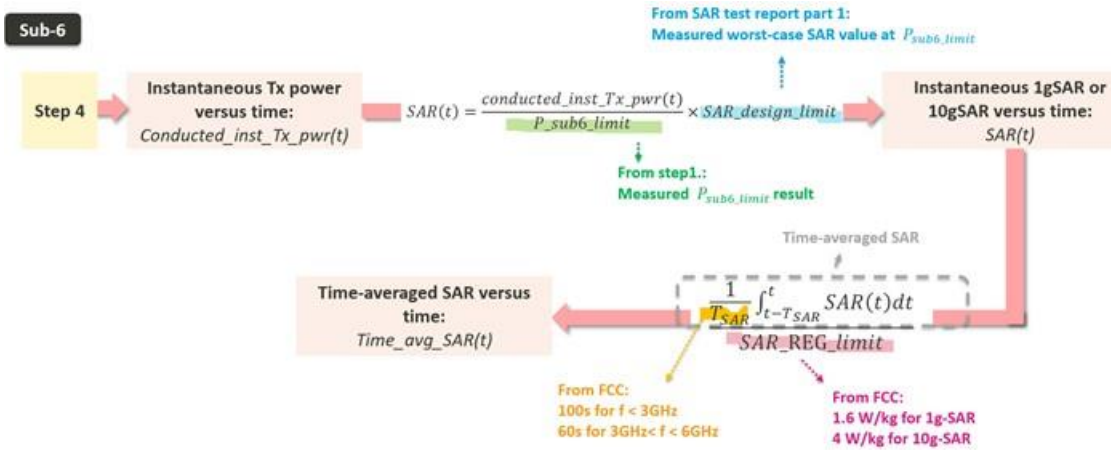 Sub-6
From SAR test report part 1:
Measured worst-case SAR value at P_sub6_limit
Step 4
Instantaneous Tx power
versus time:
Conducted_inst_Tx_pwr(t)
SAR(t) = conducted_inst_Tx_pwr(t) / P_sub6_limit × SAR_design_limit
Instantaneous 1gSAR or
10gSAR versus time:
SAR(t)
From step1.:
Measured P_sub6_limit result
Time-averaged SAR
Time-averaged SAR versus
time:
Time_avg_SAR(t)
1/T_SAR ∫_{t−T_SAR}^{t} SAR(t)dt
SAR_REG_limit
From FCC:
100s for f < 3GHz
60s for 3GHz< f < 6GHz
From FCC:
1.6 W/kg for 1g-SAR
4 W/kg for 10g-SAR